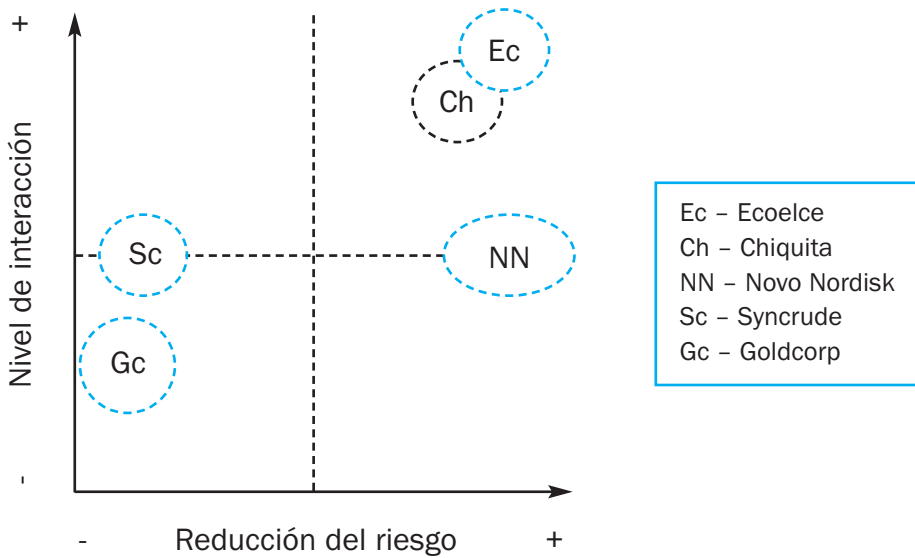 +
Nivel de interacción
-
Ec
Ch
Sc
NN
Gc
-
Reducción del riesgo
+
Ec – Ecoelce
Ch – Chiquita
NN – Novo Nordisk
Sc – Syncrude
Gc – Goldcorp